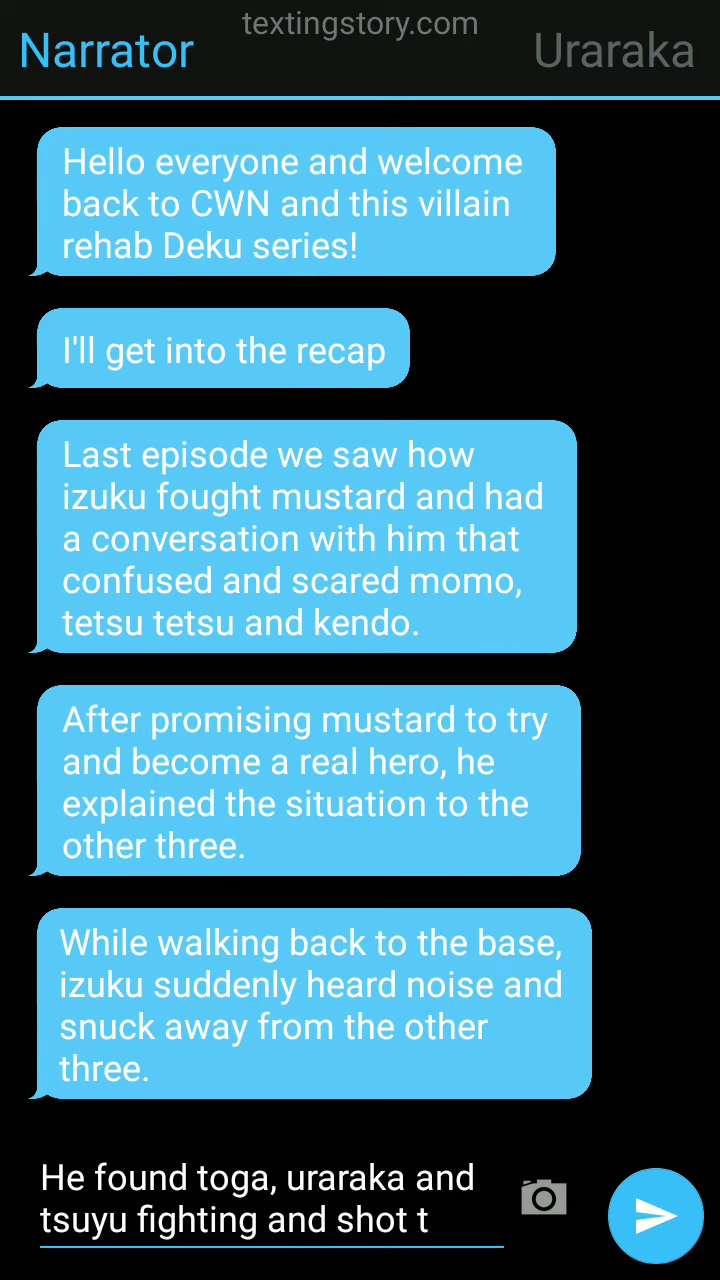 textingstory.com
Narrator
Uraraka
Hello everyone and welcome
back to CWN and this villain
rehab Deku series!
I'll get into the recap
Last episode we saw how
izuku fought mustard and had
a conversation with him that
confused and scared momo,
tetsu tetsu and kendo.
After promising mustard to try
and become a real hero, he
explained the situation to the
other three.
While walking back to the base,
izuku suddenly heard noise and
snuck away from the other
three.
He found toga, uraraka and
tsuyu fighting and shot t